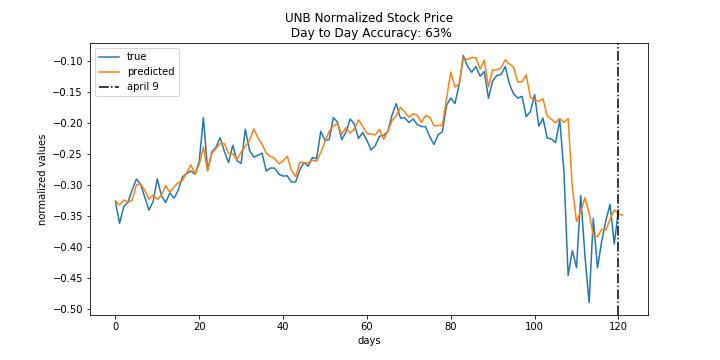 UNB Normalized Stock Price
Day to Day Accuracy: 63%
true
predicted
april 9
normalized values
−0.10
−0.15
−0.20
−0.25
−0.30
−0.35
−0.40
−0.45
−0.50
0
20
40
60
80
100
120
days